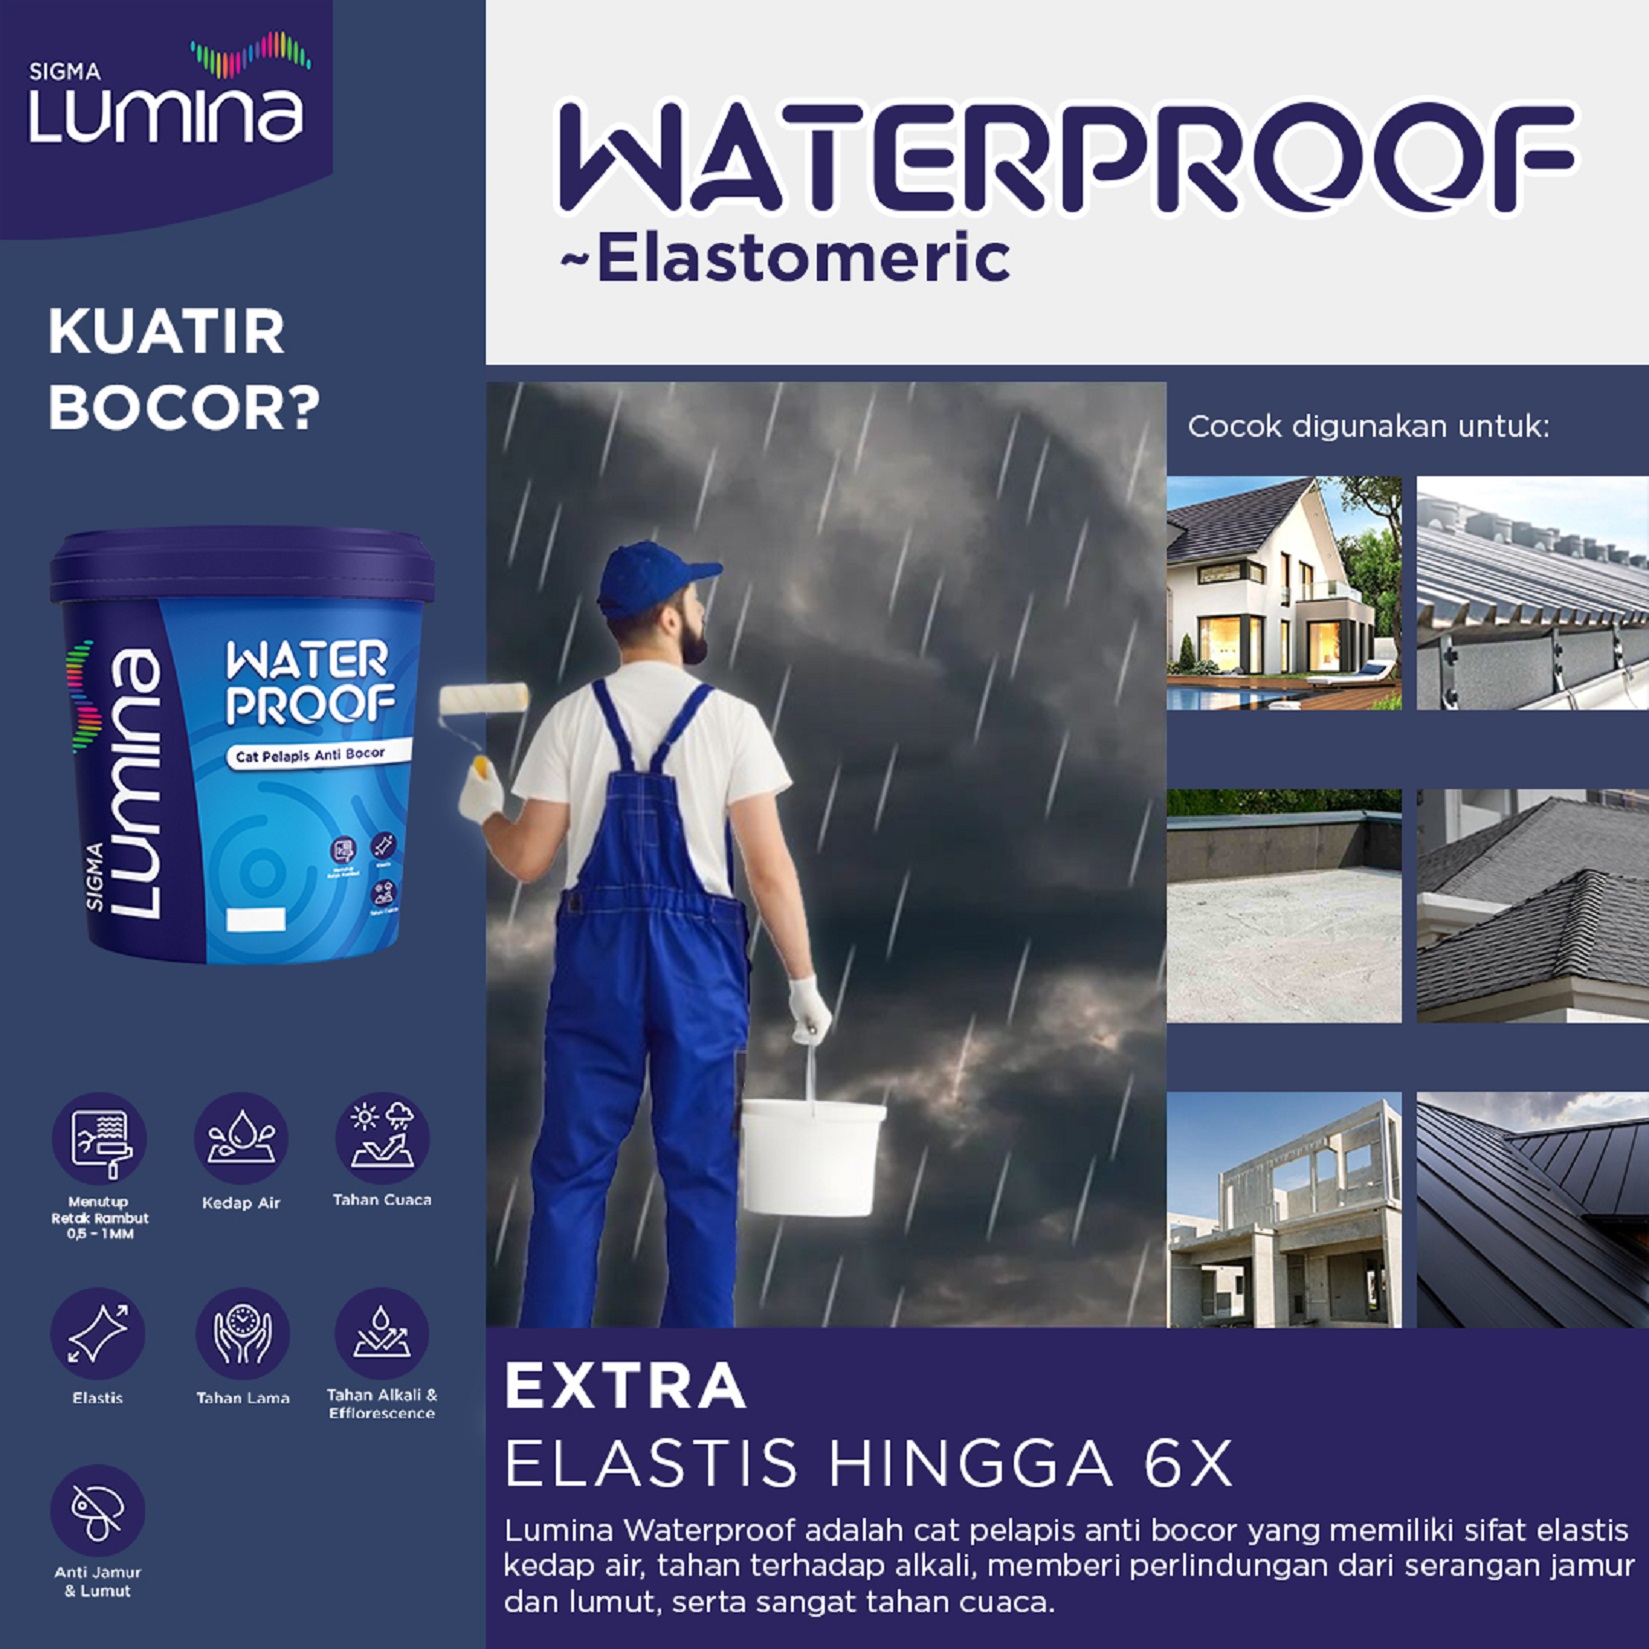 SIGMA
LUMINA
WATERPROOF
~Elastomeric
KUATIR
BOCOR?
Cocok digunakan untuk:
SIGMA
LUMINA
WATER
PROOF
Cat Pelapis Anti Bocor
Menutup
Retak Rambut
0,5 - 1 MM
Kedap Air
Tahan Cuaca
Elastis
Tahan Lama
Tahan Alkali &
Efflorescence
Anti Jamur
& Lumut
EXTRA
ELASTIS HINGGA 6X
Lumina Waterproof adalah cat pelapis anti bocor yang memiliki sifat elastis
kedap air, tahan terhadap alkali, memberi perlindungan dari serangan jamur
dan lumut, serta sangat tahan cuaca.